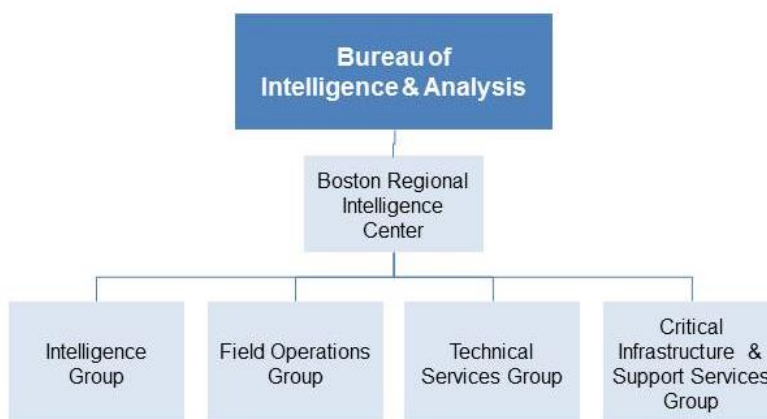 Bureau of
Intelligence & Analysis
Boston Regional
Intelligence
Center
Intelligence
Group
Field Operations
Group
Technical
Services Group
Critical
Infrastructure &
Support Services
Group